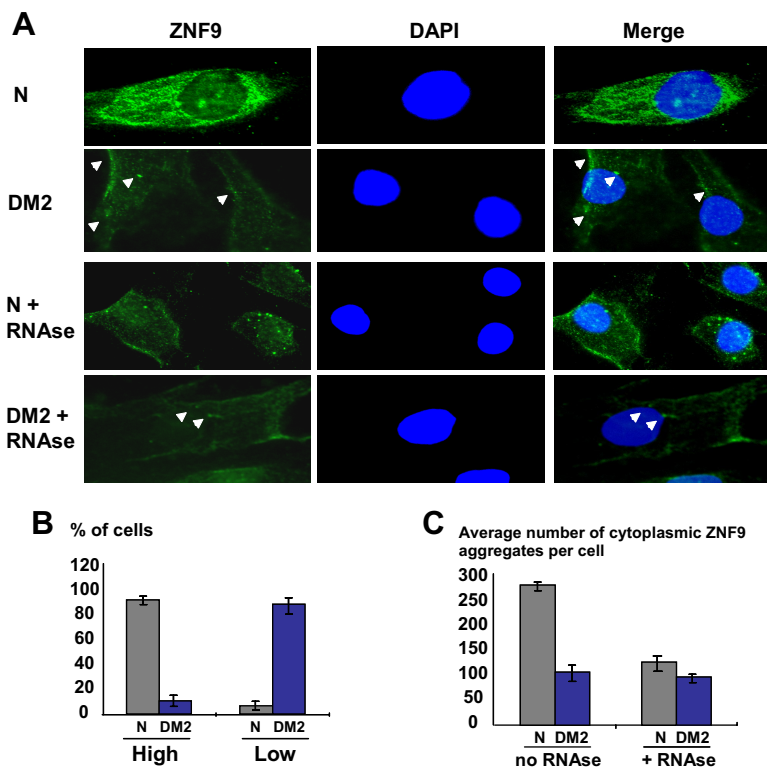 A
ZNF9 DAPI Merge
N
DM2
N +
RNAse
DM2 +
RNAse
B
% of cells
120
100
80
60
40
20
0
N DM2 N DM2
High Low
C
Average number of cytoplasmic ZNF9
aggregates per cell
300
250
200
150
100
50
0
N DM2 N DM2
no RNAse + RNAse